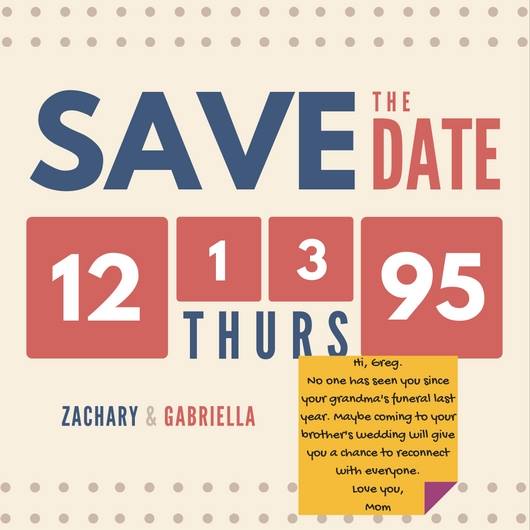 SAVE THE DATE
12 1 3 95
THURS
ZACHARY & GABRIELLA
Hi, Greg.
No one has seen you since
your grandma's funeral last
year. Maybe coming to your
brother's wedding will give
you a chance to reconnect
with everyone.
Love you,
Mom